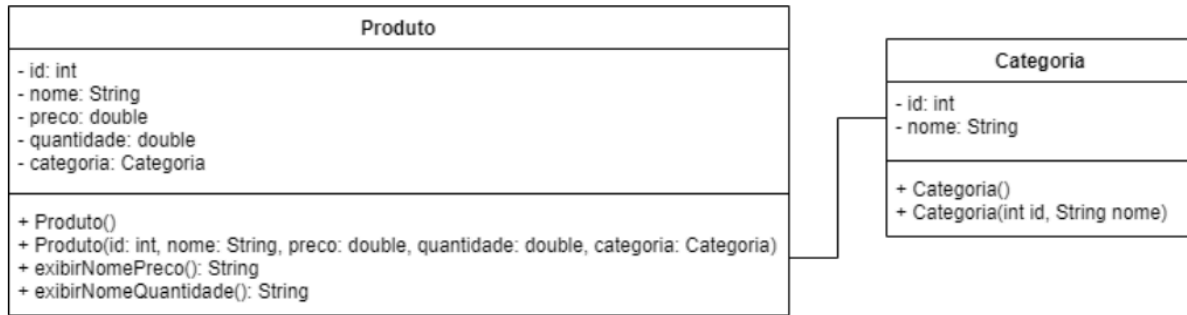 Produto
- id: int
- nome: String
- preco: double
- quantidade: double
- categoria: Categoria
+ Produto()
+ Produto(id: int, nome: String, preco: double, quantidade: double, categoria: Categoria)
+ exibirNomePreco(): String
+ exibirNomeQuantidade(): String
Categoria
- id: int
- nome: String
+ Categoria()
+ Categoria(int id, String nome)